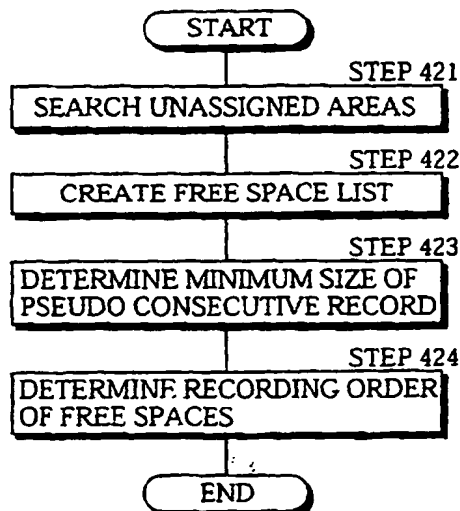 START
STEP 421
SEARCH UNASSIGNED AREAS
STEP 422
CREATE FREE SPACE LIST
STEP 423
DETERMINE MINIMUM SIZE OF
PSEUDO CONSECUTIVE RECORD
STEP 424
DETERMINE RECORDING ORDER
OF FREE SPACES
END